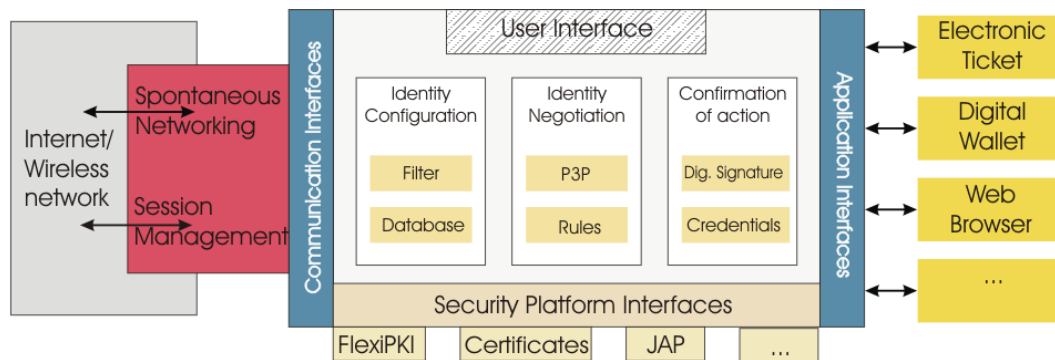 User Interface
Internet/
Wireless
network
Spontaneous
Networking
Session
Management
Communication Interfaces
Identity
Configuration
Filter
Database
Identity
Negotiation
P3P
Rules
Confirmation
of action
Dig. Signature
Credentials
Application Interfaces
Electronic
Ticket
Digital
Wallet
Web
Browser
...
Security Platform Interfaces
FlexiPKI
Certificates
JAP
...